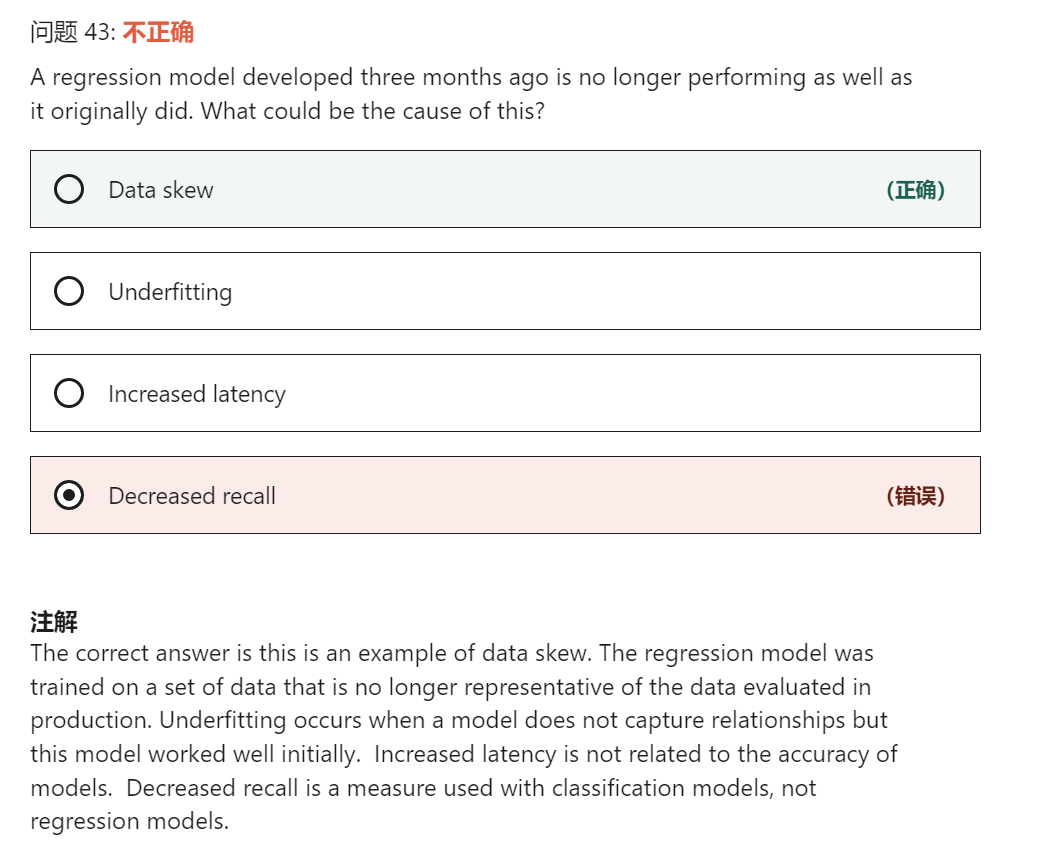 问题 43: 不正确
A regression model developed three months ago is no longer performing as well as
it originally did. What could be the cause of this?
Data skew (正确)
Underfitting
Increased latency
Decreased recall (错误)
注解
The correct answer is this is an example of data skew. The regression model was
trained on a set of data that is no longer representative of the data evaluated in
production. Underfitting occurs when a model does not capture relationships but
this model worked well initially.  Increased latency is not related to the accuracy of
models.  Decreased recall is a measure used with classification models, not
regression models.